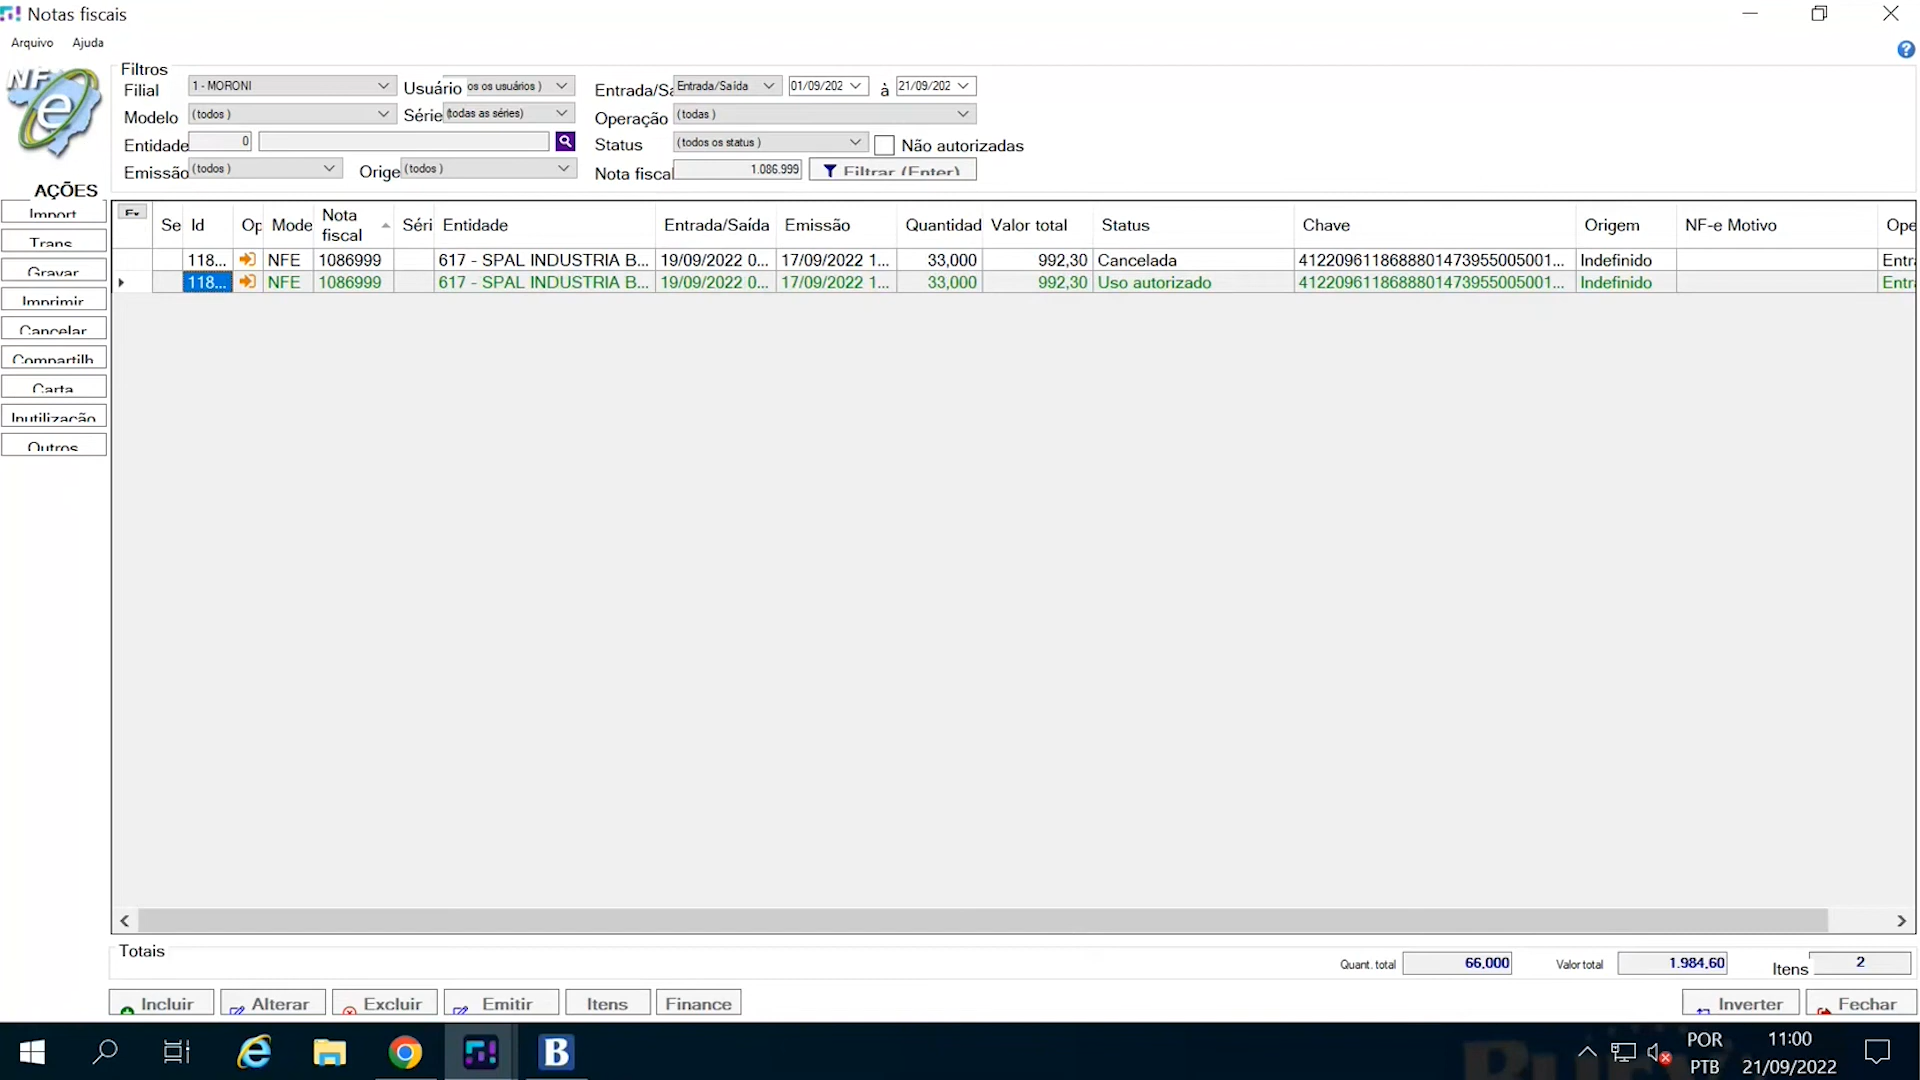 Notas fiscais
Arquivo Ajuda
Filtros
Filial 1 - MORONI Usuário os os usuários ) Entrada/Sa Entrada/Saída 01/09/202 à 21/09/202
Modelo (todos ) Série (todas as séries) Operação (todas )
Entidade 0 Status (todos os status ) Não autorizadas
Emissão (todos ) Orige (todos ) Nota fiscal 1.086.999 Filtrar (Enter)
NFe
AÇÕES
Import
Trans
Gravar
Imprimir
Cancelar
Compartilh
Carta
Inutilização
Outros
Se Id Op Mode Nota fiscal Séri Entidade Entrada/Saída Emissão Quantidad Valor total Status Chave Origem NF-e Motivo Ope
118... NFE 1086999 617 - SPAL INDUSTRIA B... 19/09/2022 0... 17/09/2022 1... 33,000 992,30 Cancelada 4122096118688801473955005001... Indefinido Entr
118... NFE 1086999 617 - SPAL INDUSTRIA B... 19/09/2022 0... 17/09/2022 1... 33,000 992,30 Uso autorizado 4122096118688801473955005001... Indefinido Entr
Totais
Quant. total 66,000 Valor total 1.984,60 Itens 2
Incluir Alterar Excluir Emitir Itens Finance Inverter Fechar
B
POR 11:00
PTB 21/09/2022